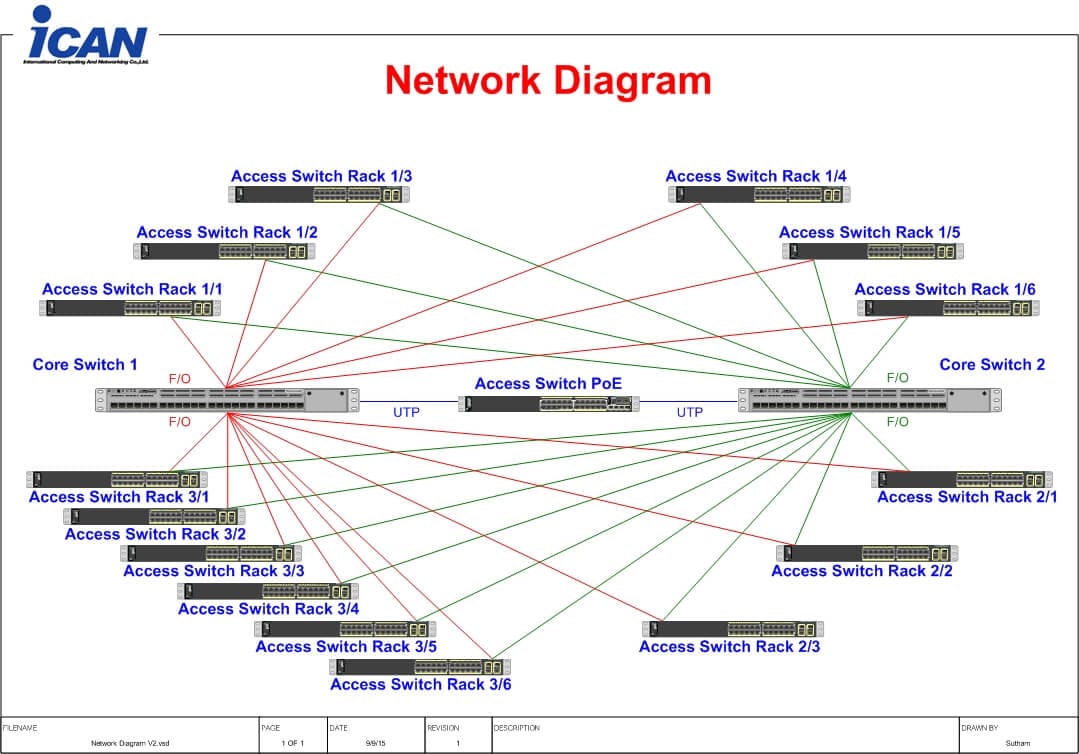 iCAN
International Computing And Networking Co.,Ltd.
Network Diagram
Access Switch Rack 1/3
Access Switch Rack 1/4
Access Switch Rack 1/2
Access Switch Rack 1/5
Access Switch Rack 1/1
Access Switch Rack 1/6
Core Switch 1
Core Switch 2
F/O
Access Switch PoE
F/O
UTP
UTP
F/O
F/O
Access Switch Rack 3/1
Access Switch Rack 2/1
Access Switch Rack 3/2
Access Switch Rack 3/3
Access Switch Rack 2/2
Access Switch Rack 3/4
Access Switch Rack 3/5
Access Switch Rack 2/3
Access Switch Rack 3/6
FILENAME
Network Diagram V2.vsd
PAGE
1 OF 1
DATE
9/9/15
REVISION
1
DESCRIPTION
DRAWN BY
Sutham